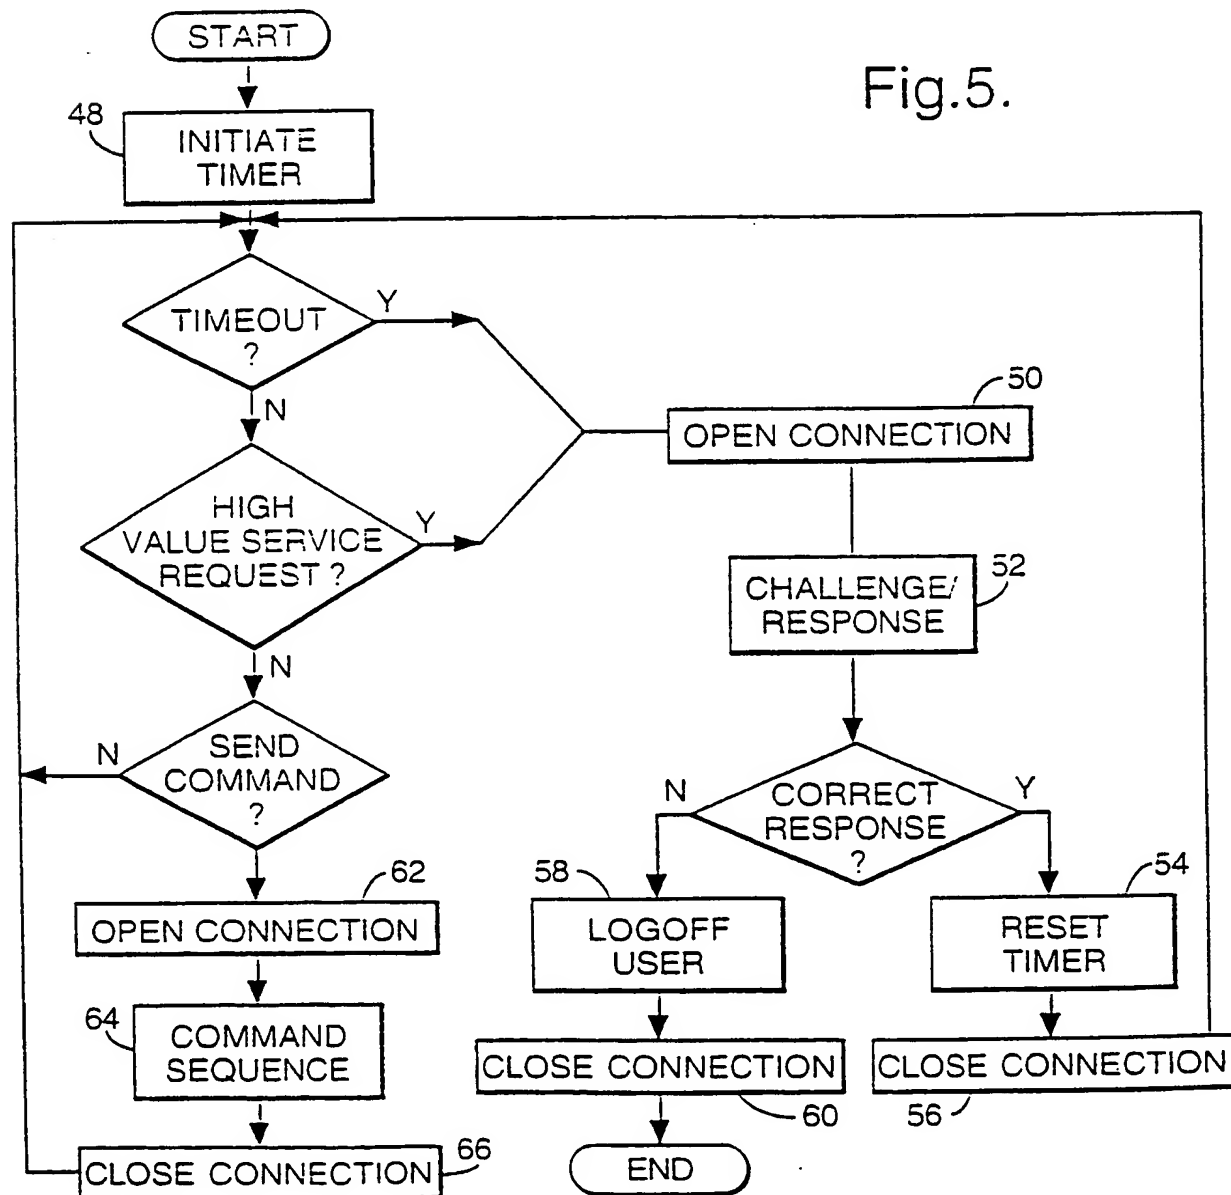 START
Fig.5.
48
INITIATE
TIMER
TIMEOUT
?
Y
N
50
OPEN CONNECTION
HIGH
VALUE SERVICE
REQUEST ?
Y
N
52
CHALLENGE/
RESPONSE
SEND
COMMAND
?
N
CORRECT
RESPONSE
?
N
Y
62
OPEN CONNECTION
58
LOGOFF
USER
54
RESET
TIMER
64
COMMAND
SEQUENCE
CLOSE CONNECTION
60
CLOSE CONNECTION
56
CLOSE CONNECTION
66
END